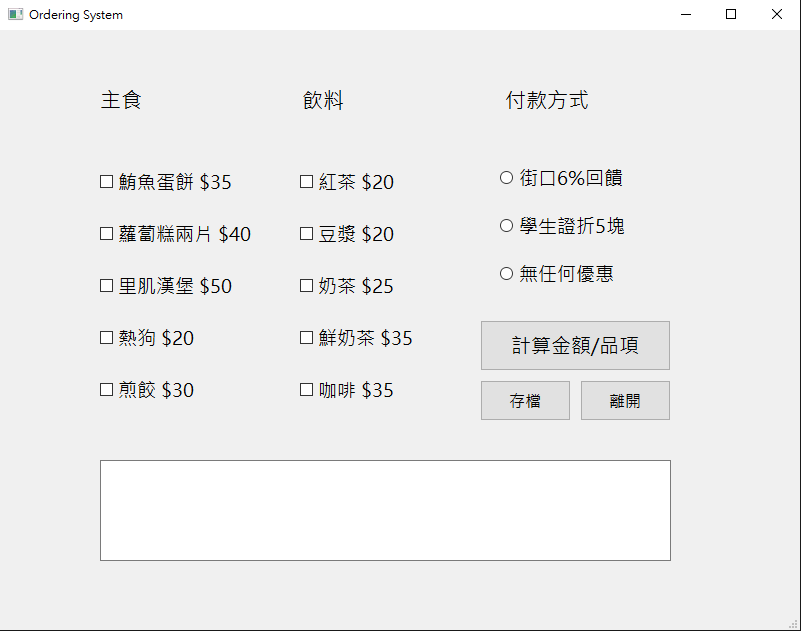 Ordering System
主食
鮪魚蛋餅 $35
蘿蔔糕兩片 $40
里肌漢堡 $50
熱狗 $20
煎餃 $30
飲料
紅茶 $20
豆漿 $20
奶茶 $25
鮮奶茶 $35
咖啡 $35
付款方式
街口6%回饋
學生證折5塊
無任何優惠
計算金額/品項
存檔
離開